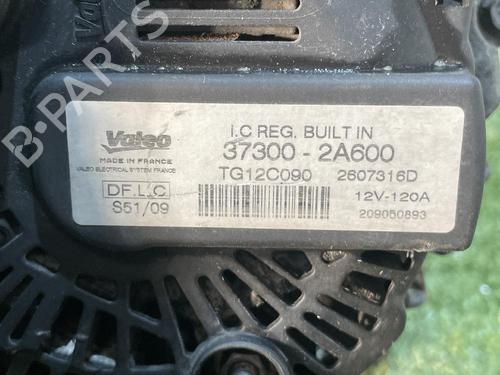 B-PARTS
Valeo
MADE IN FRANCE
VALEO ELECTRICAL SYSTEM FRANCE
DF.L.C
S51/09
I.C REG. BUILT IN
37300 - 2A600
TG12C090 2607316D
12V-120A
209050893